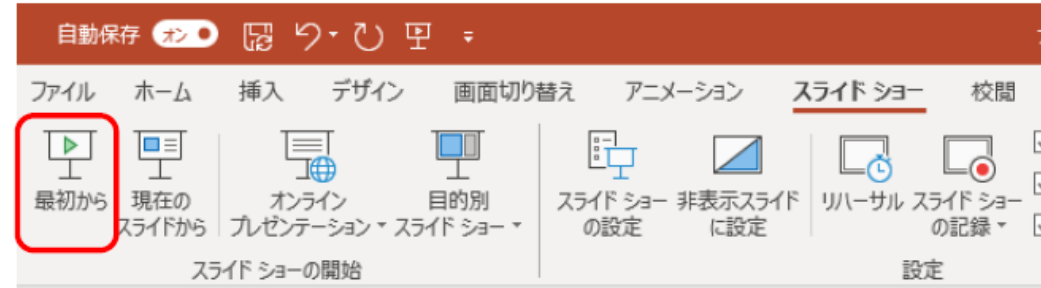 自動保存 オン
ファイル ホーム 挿入 デザイン 画面切り替え アニメーション スライド ショー 校閲
最初から 現在の オンライン 目的別 スライド ショー 非表示スライド リハーサル スライド ショー
スライドから プレゼンテーション スライド ショー の設定 に設定 の記録
スライド ショーの開始 設定